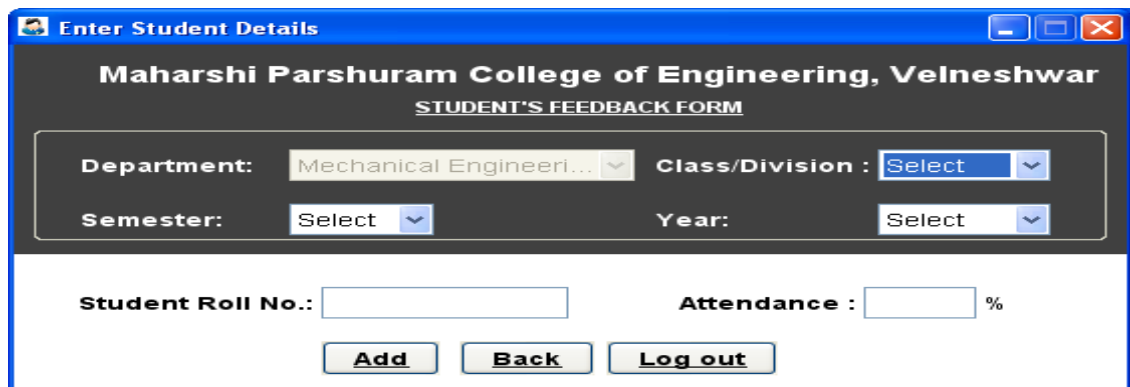 Enter Student Details
Maharshi Parshuram College of Engineering, Velneshwar
STUDENT'S FEEDBACK FORM
Department: Mechanical Engineeri... Class/Division : Select
Semester: Select Year: Select
Student Roll No.: Attendance : %
Add Back Log out